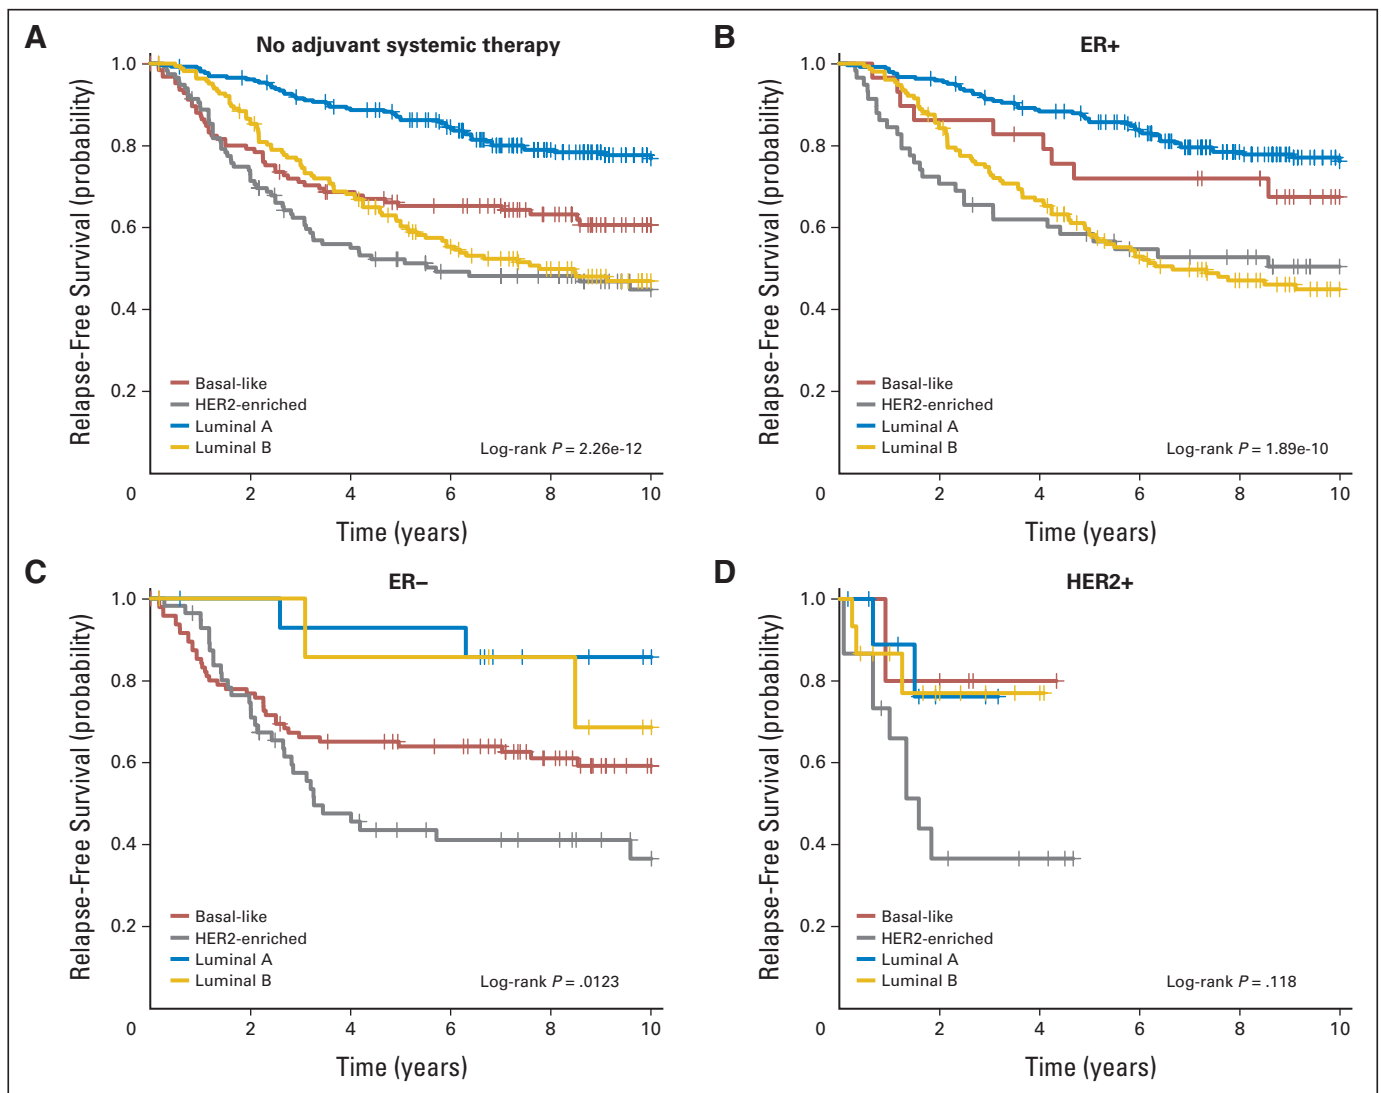 A
No adjuvant systemic therapy
Relapse-Free Survival (probability)
1.0
0.8
0.6
0.4
0.2
Basal-like
HER2-enriched
Luminal A
Luminal B
Log-rank P = 2.26e-12
0 2 4 6 8 10
Time (years)
B
ER+
Relapse-Free Survival (probability)
1.0
0.8
0.6
0.4
0.2
Basal-like
HER2-enriched
Luminal A
Luminal B
Log-rank P = 1.89e-10
0 2 4 6 8 10
Time (years)
C
ER–
Relapse-Free Survival (probability)
1.0
0.8
0.6
0.4
0.2
Basal-like
HER2-enriched
Luminal A
Luminal B
Log-rank P = .0123
0 2 4 6 8 10
Time (years)
D
HER2+
Relapse-Free Survival (probability)
1.0
0.8
0.6
0.4
0.2
Basal-like
HER2-enriched
Luminal A
Luminal B
Log-rank P = .118
0 2 4 6 8 10
Time (years)